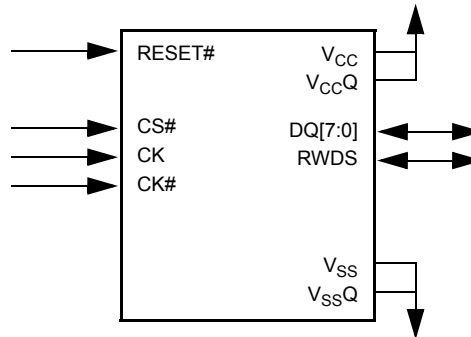 RESET#
CS#
CK
CK#
VCC
VCCQ
DQ[7:0]
RWDS
VSS
VSSQ